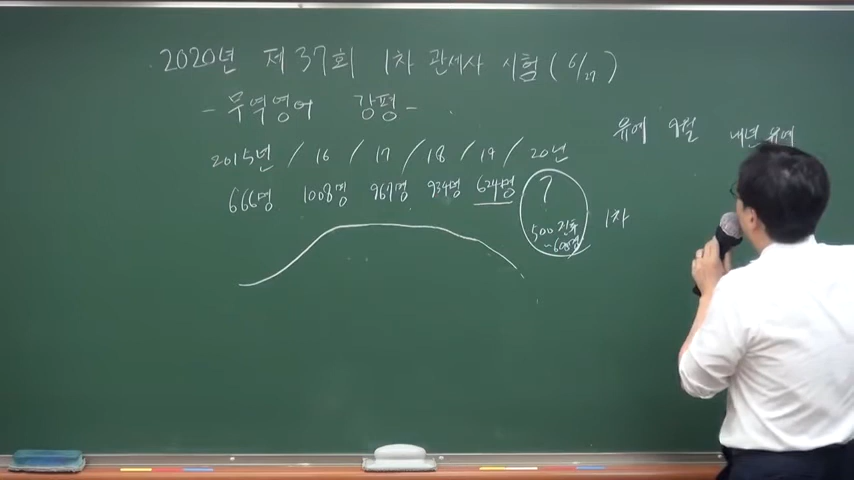 2020년 제37회 1차 관세사 시험 (6/27)
- 무역영어 강평 -
유예 9월 내년 유예
2015년 / 16 / 17 / 18 / 19 / 20년
666명 1008명 967명 934명 624명 ?
500 전후
~600명
1차